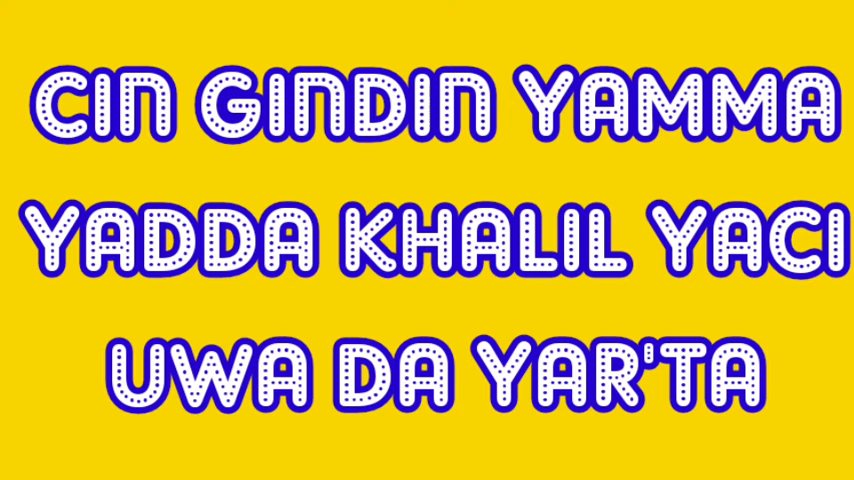 CIN GINDIN YAMMA
YADDA KHALIL YACI
UWA DA YAR'TA